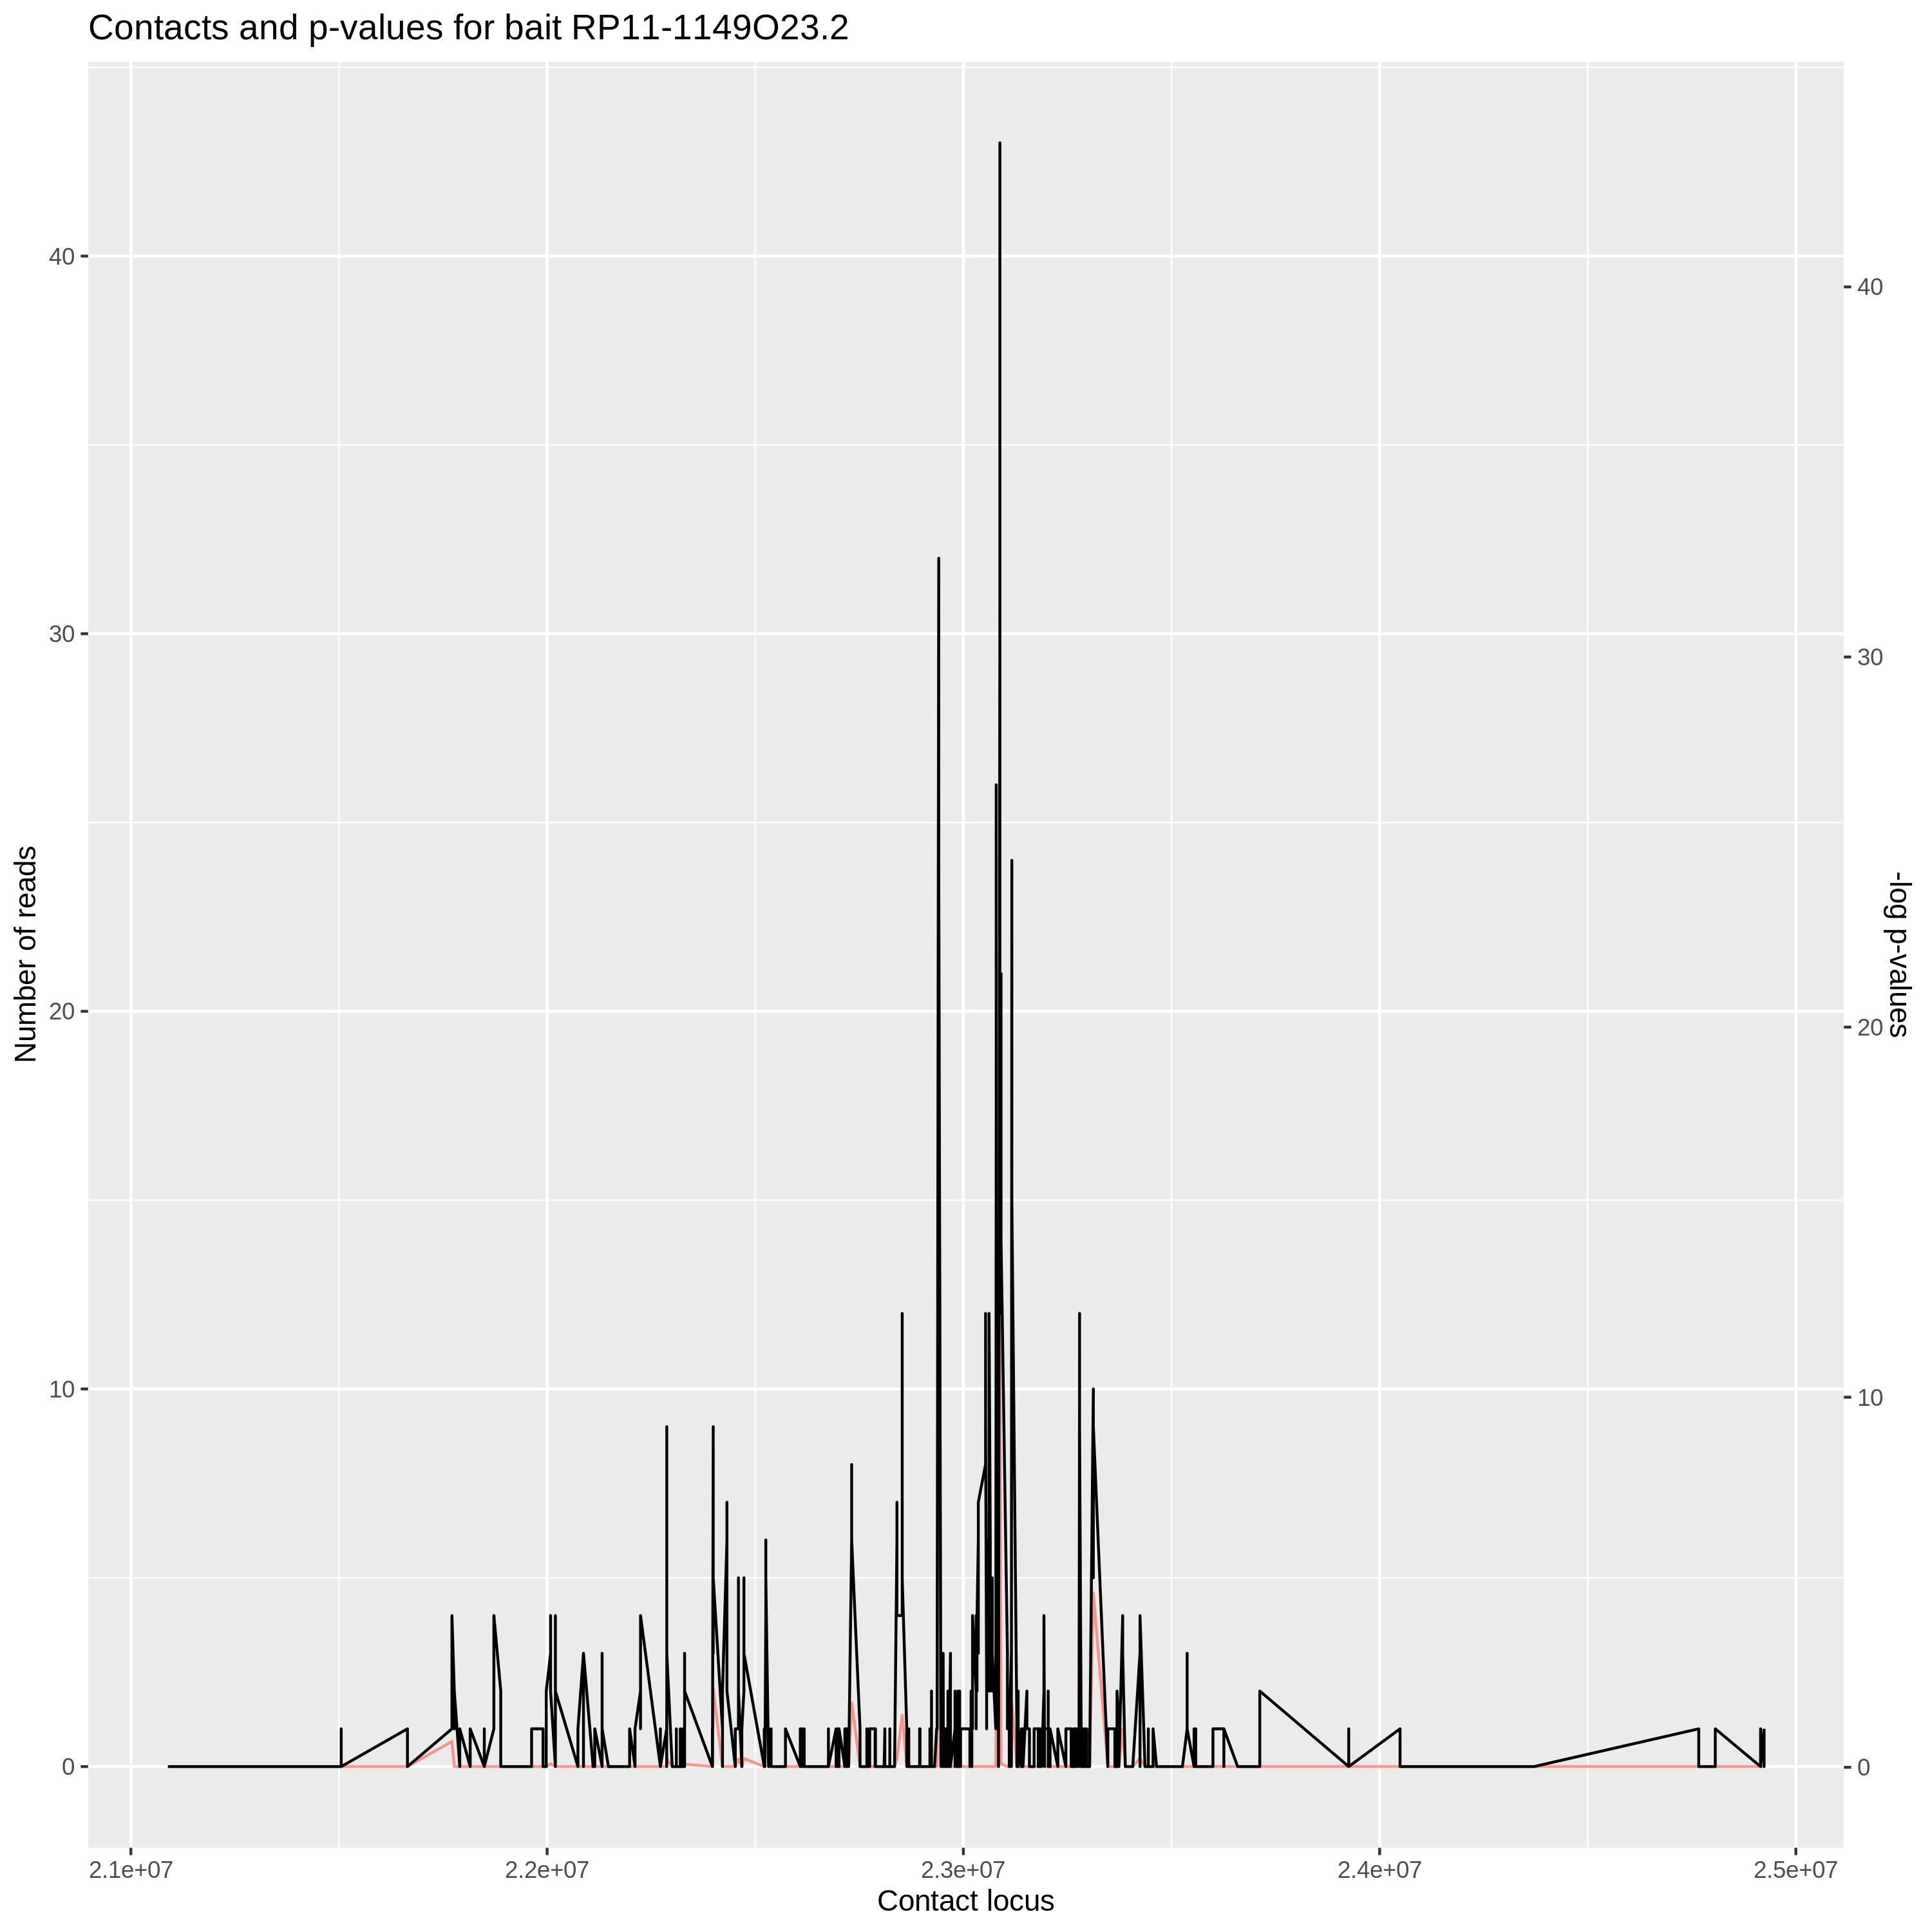 Contacts and p-values for bait RP11-1149O23.2
40
30
20
10
0
Number of reads
40
30
20
10
0
-log p-values
2.1e+07
2.2e+07
2.3e+07
2.4e+07
2.5e+07
Contact locus